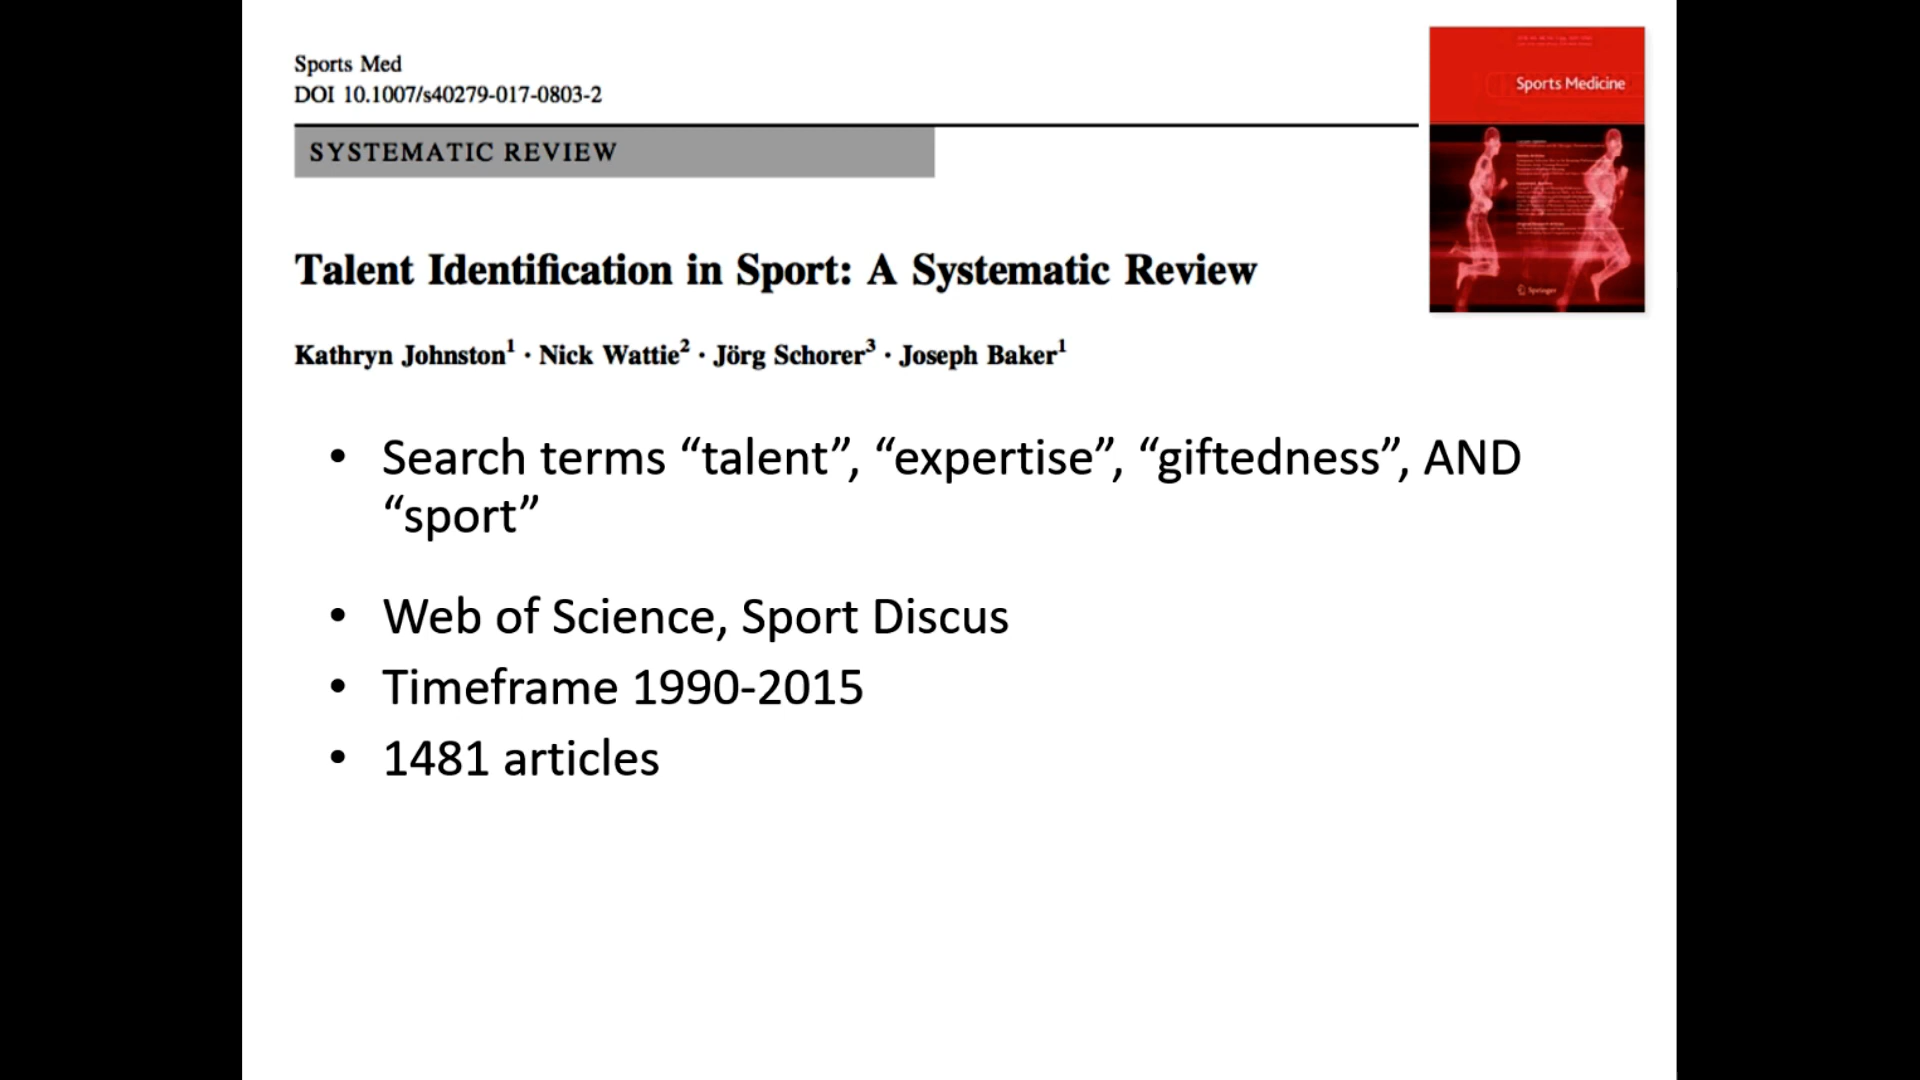 Sports Med
DOI 10.1007/s40279-017-0803-2
Sports Medicine
SYSTEMATIC REVIEW
Talent Identification in Sport: A Systematic Review
Springer
Kathryn Johnston1 · Nick Wattie2 · Jörg Schorer3 · Joseph Baker1
• Search terms “talent”, “expertise”, “giftedness”, AND
“sport”
• Web of Science, Sport Discus
• Timeframe 1990-2015
• 1481 articles